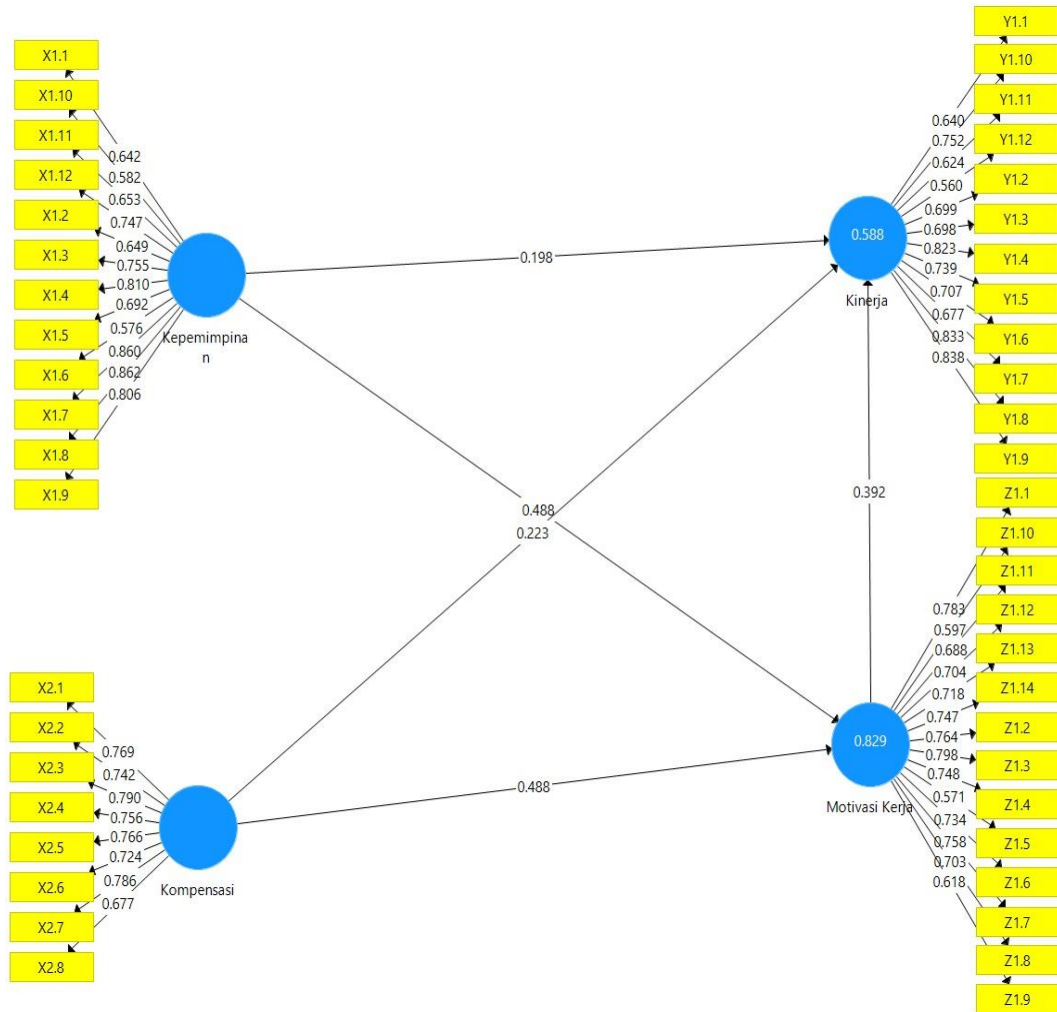 X1.1
X1.10
X1.11
X1.12
X1.2
X1.3
X1.4
X1.5
X1.6
X1.7
X1.8
X1.9
0.642
0.582
0.653
0.747
0.649
0.755
0.810
0.692
0.576
0.860
0.862
0.806
Kepemimpina
n
0.198
0.488
0.223
0.588
Kinerja
0.640
0.752
0.624
0.560
0.699
0.698
0.823
0.739
0.707
0.677
0.833
0.838
Y1.1
Y1.10
Y1.11
Y1.12
Y1.2
Y1.3
Y1.4
Y1.5
Y1.6
Y1.7
Y1.8
Y1.9
0.392
X2.1
X2.2
X2.3
X2.4
X2.5
X2.6
X2.7
X2.8
0.769
0.742
0.790
0.756
0.766
0.724
0.786
0.677
Kompensasi
0.488
0.829
Motivasi Kerja
0.783
0.597
0.688
0.704
0.718
0.747
0.764
0.798
0.748
0.571
0.734
0.758
0.703
0.618
Z1.1
Z1.10
Z1.11
Z1.12
Z1.13
Z1.14
Z1.2
Z1.3
Z1.4
Z1.5
Z1.6
Z1.7
Z1.8
Z1.9